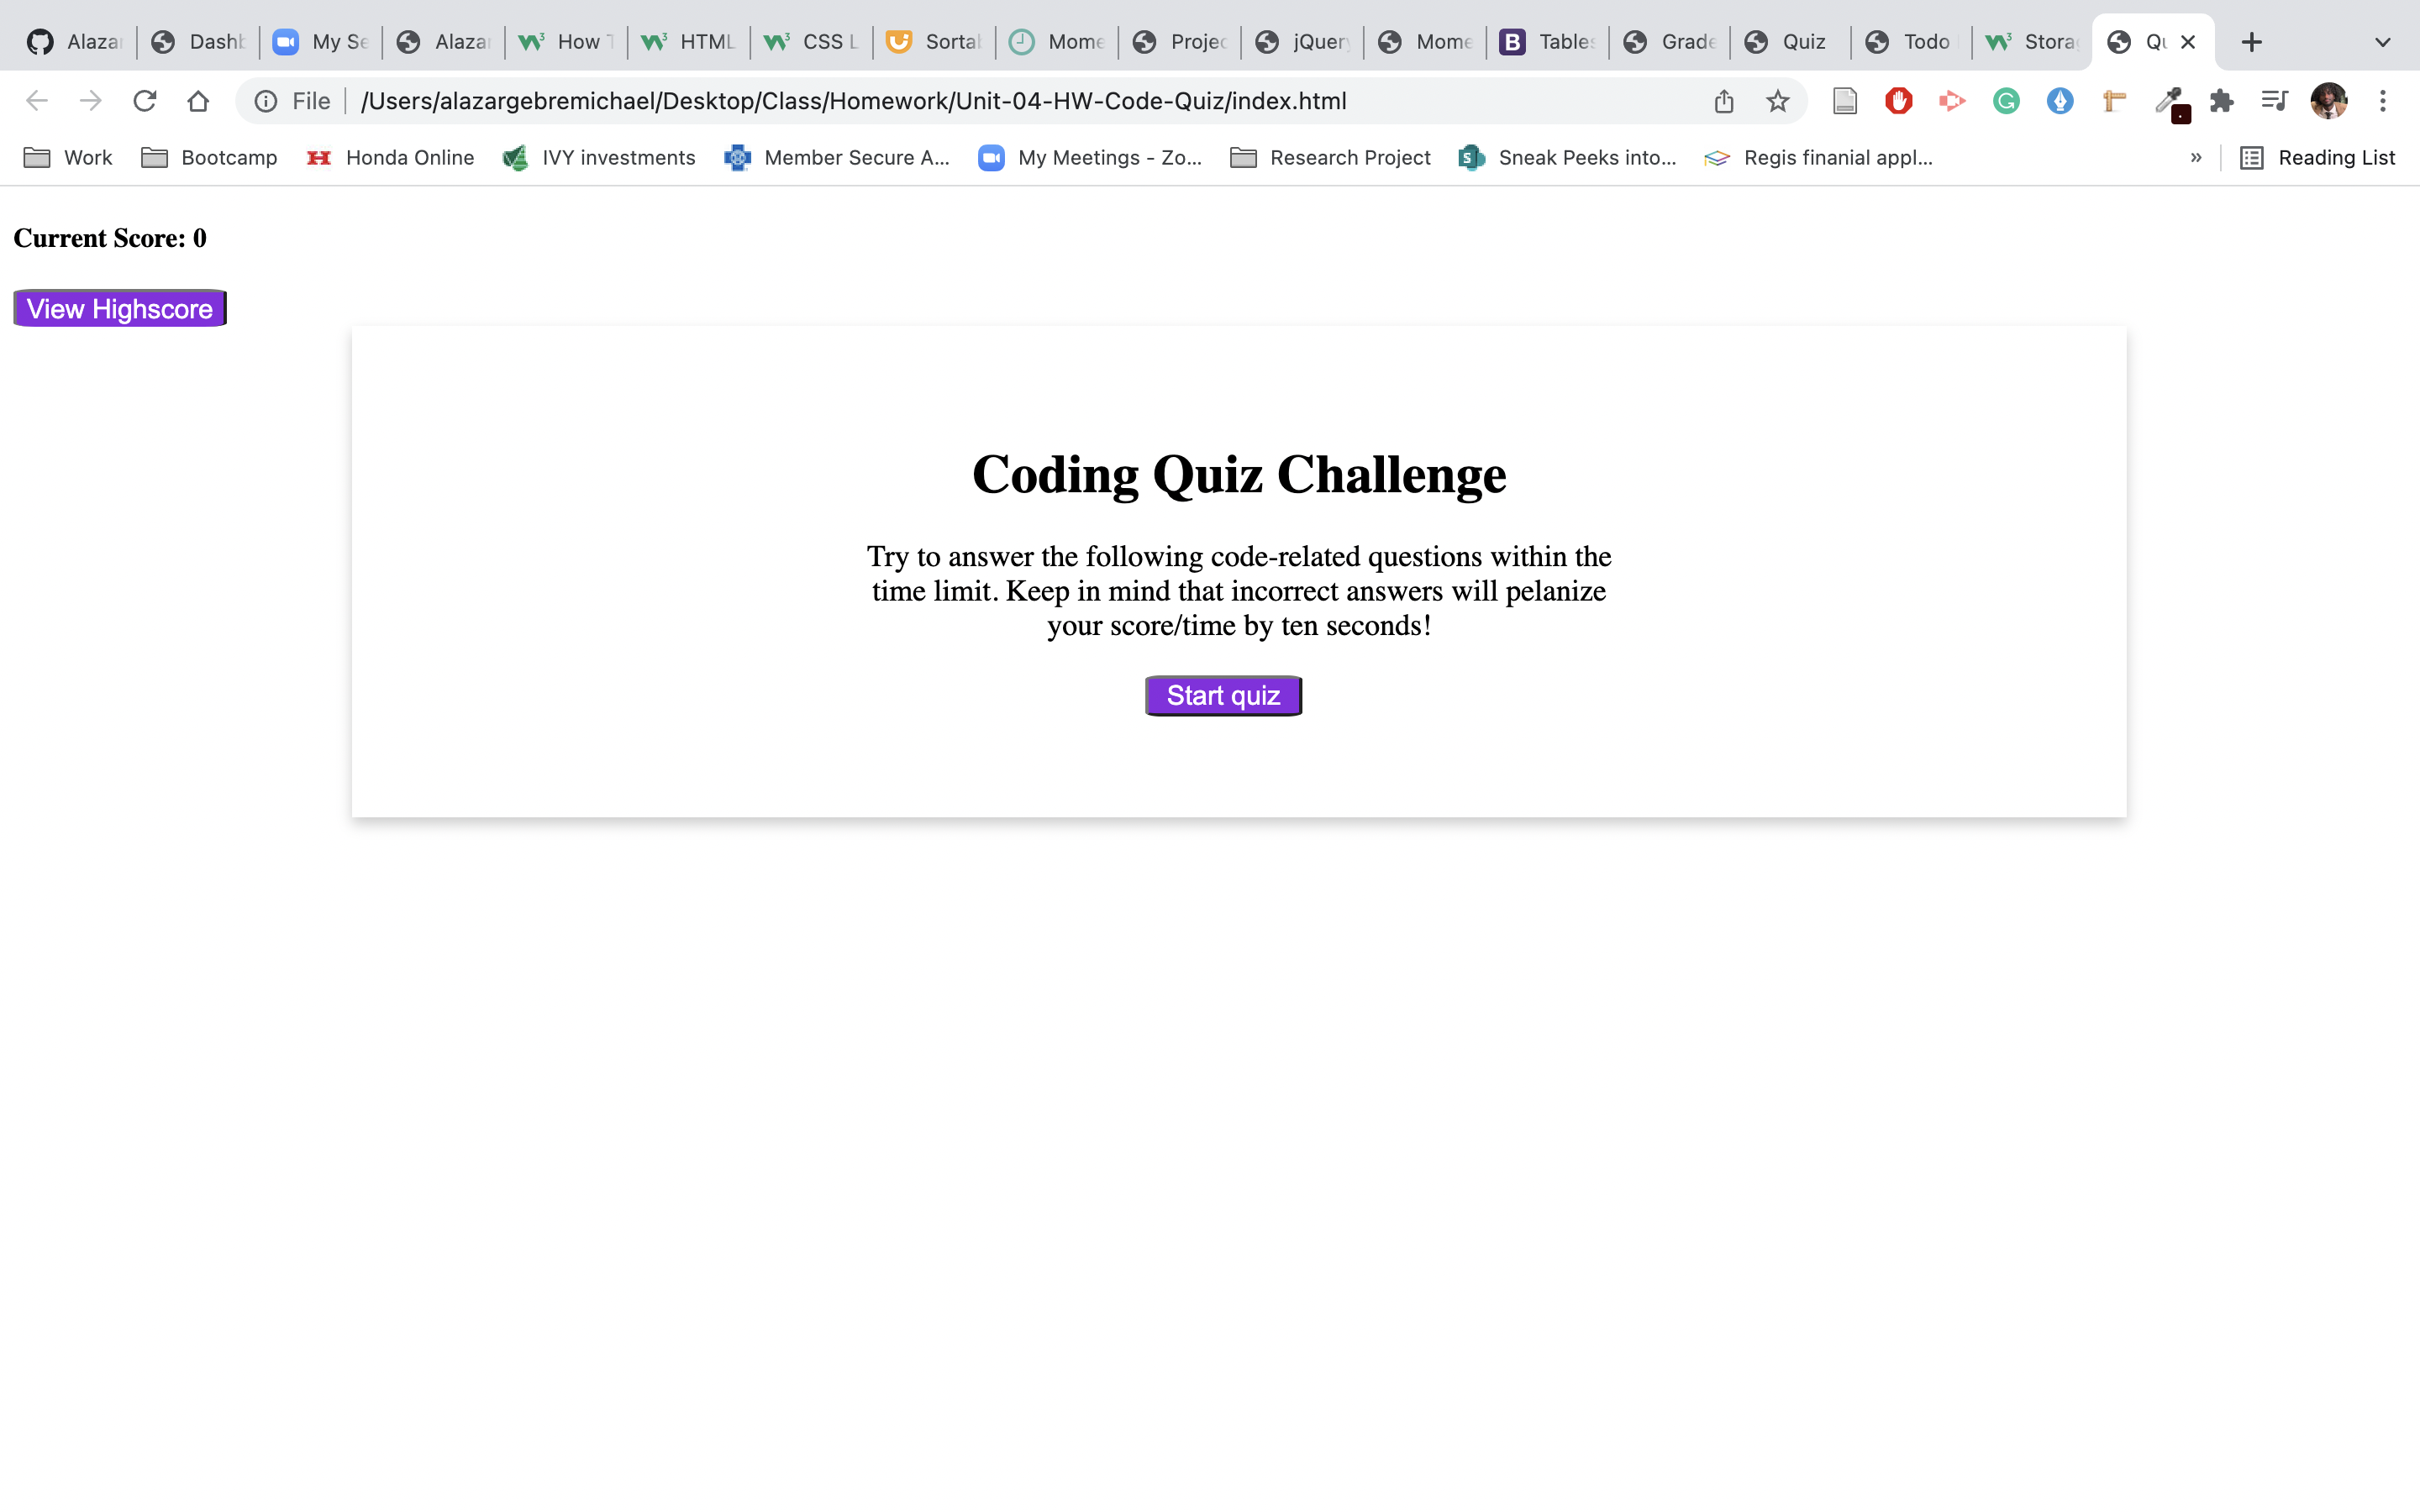 Alaza Dashb My Se Alazar How T HTML CSS L Sortal Mome Projec jQuery Mome Tables Grade Quiz Todo Stora Qu
File /Users/alazargebremichael/Desktop/Class/Homework/Unit-04-HW-Code-Quiz/index.html
Work Bootcamp Honda Online IVY investments Member Secure A... My Meetings - Zo... Research Project Sneak Peeks into... Regis finanial appl... » Reading List
Current Score: 0
View Highscore
Coding Quiz Challenge
Try to answer the following code-related questions within the
time limit. Keep in mind that incorrect answers will pelanize
your score/time by ten seconds!
Start quiz